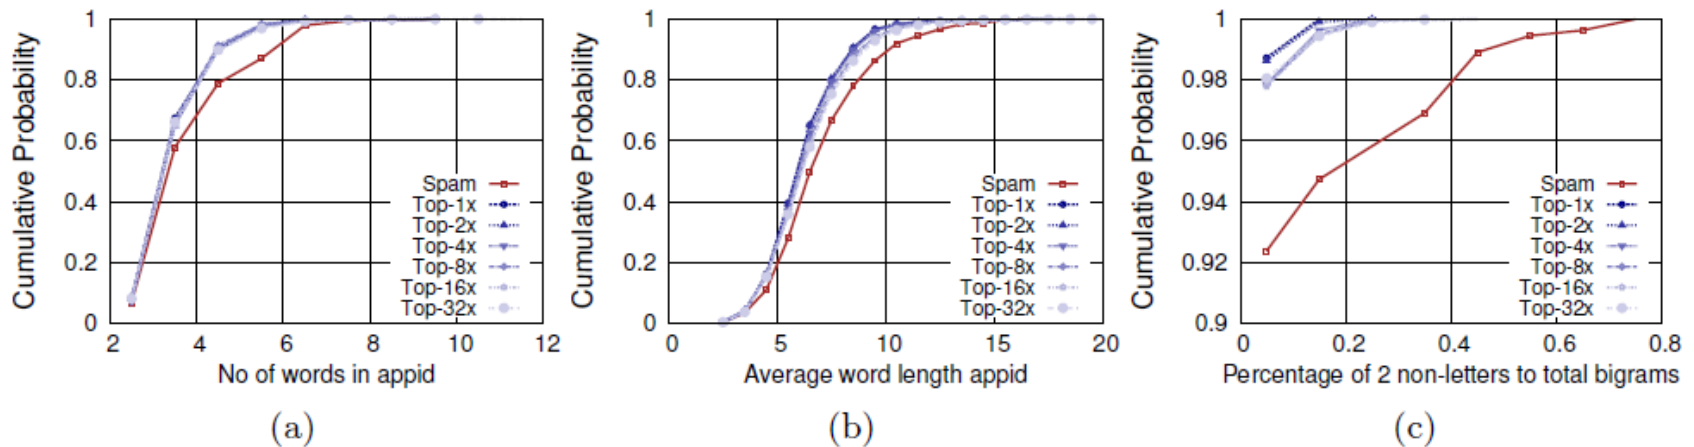 Cumulative Probability
1
0.8
0.6
0.4
0.2
0
Spam
Top-1x
Top-2x
Top-4x
Top-8x
Top-16x
Top-32x
2 4 6 8 10 12
No of words in appid
(a)
Cumulative Probability
1
0.8
0.6
0.4
0.2
0
Spam
Top-1x
Top-2x
Top-4x
Top-8x
Top-16x
Top-32x
0 5 10 15 20
Average word length appid
(b)
Cumulative Probability
1
0.98
0.96
0.94
0.92
0.9
Spam
Top-1x
Top-2x
Top-4x
Top-8x
Top-16x
Top-32x
0 0.2 0.4 0.6 0.8
Percentage of 2 non-letters to total bigrams
(c)